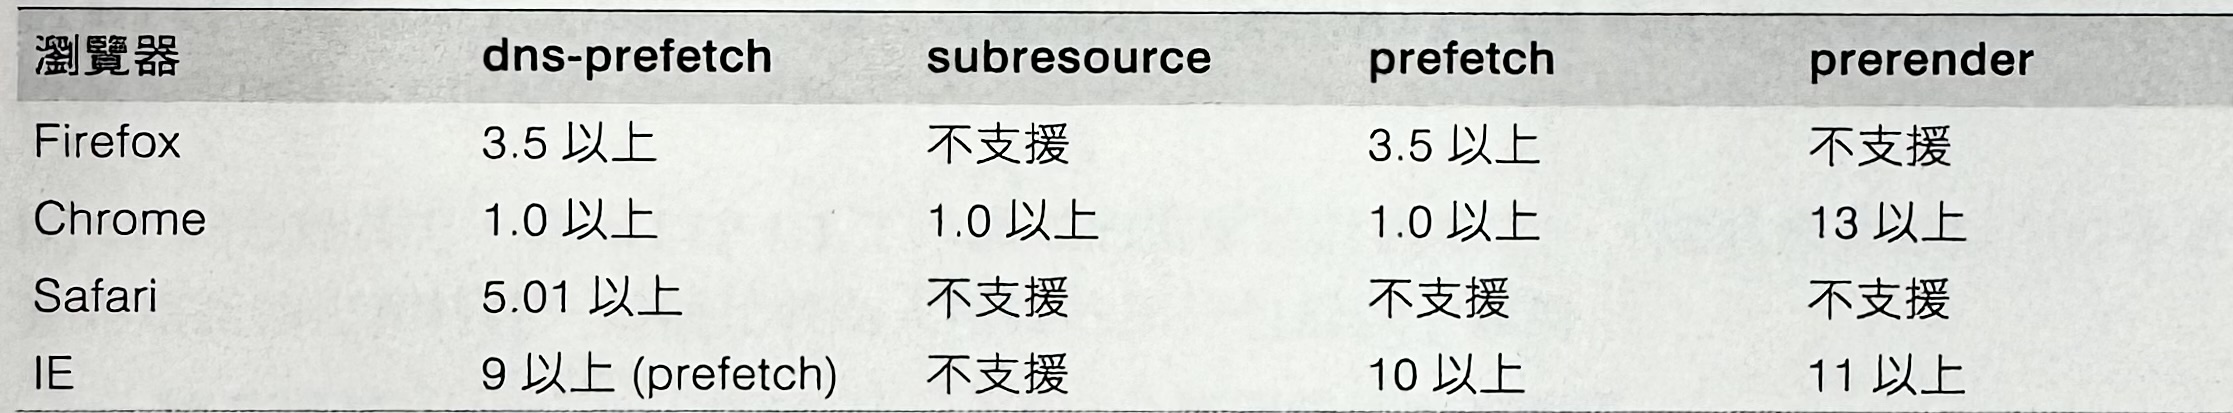 瀏覽器 dns-prefetch subresource prefetch prerender
Firefox 3.5 以上 不支援 3.5 以上 不支援
Chrome 1.0 以上 1.0 以上 1.0 以上 13 以上
Safari 5.01 以上 不支援 不支援 不支援
IE 9 以上 (prefetch) 不支援 10 以上 11 以上